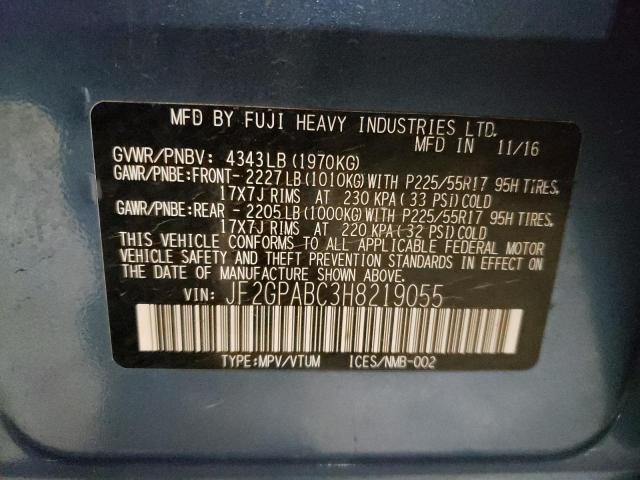 MFD BY FUJI HEAVY INDUSTRIES LTD.
MFD IN 11/16
GVWR/PNBV: 4343LB (1970KG)
GAWR/PNBE:FRONT- 2227LB (1010KG) WITH P225/55R17 95H TIRES,
17X7J RIMS AT 230 KPA (33 PSI) COLD
GAWR/PNBE:REAR - 2205LB (1000KG) WITH P225/55R17 95H TIRES,
17X7J RIMS AT 220 KPA (32 PSI) COLD
THIS VEHICLE CONFORMS TO ALL APPLICABLE FEDERAL MOTOR
VEHICLE SAFETY AND THEFT PREVENTION STANDARDS IN EFFECT ON
THE DATE OF MANUFACTURE SHOWN ABOVE.
VIN: JF2GPABC3H8219055
TYPE:MPV/VTUM ICES/NMB-002